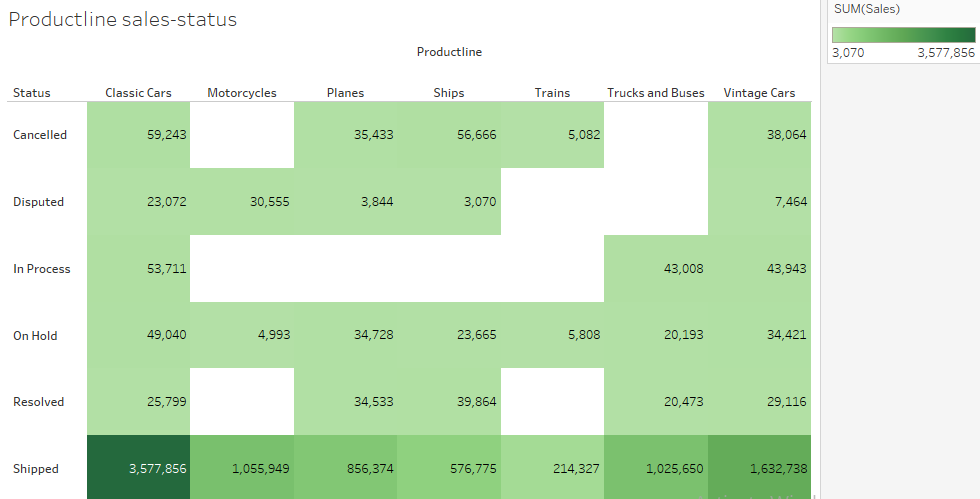 Productline sales-status
SUM(Sales)
3,070 3,577,856
Productline
Status Classic Cars Motorcycles Planes Ships Trains Trucks and Buses Vintage Cars
Cancelled 59,243 35,433 56,666 5,082 38,064
Disputed 23,072 30,555 3,844 3,070 7,464
In Process 53,711 43,008 43,943
On Hold 49,040 4,993 34,728 23,665 5,808 20,193 34,421
Resolved 25,799 34,533 39,864 20,473 29,116
Shipped 3,577,856 1,055,949 856,374 576,775 214,327 1,025,650 1,632,738